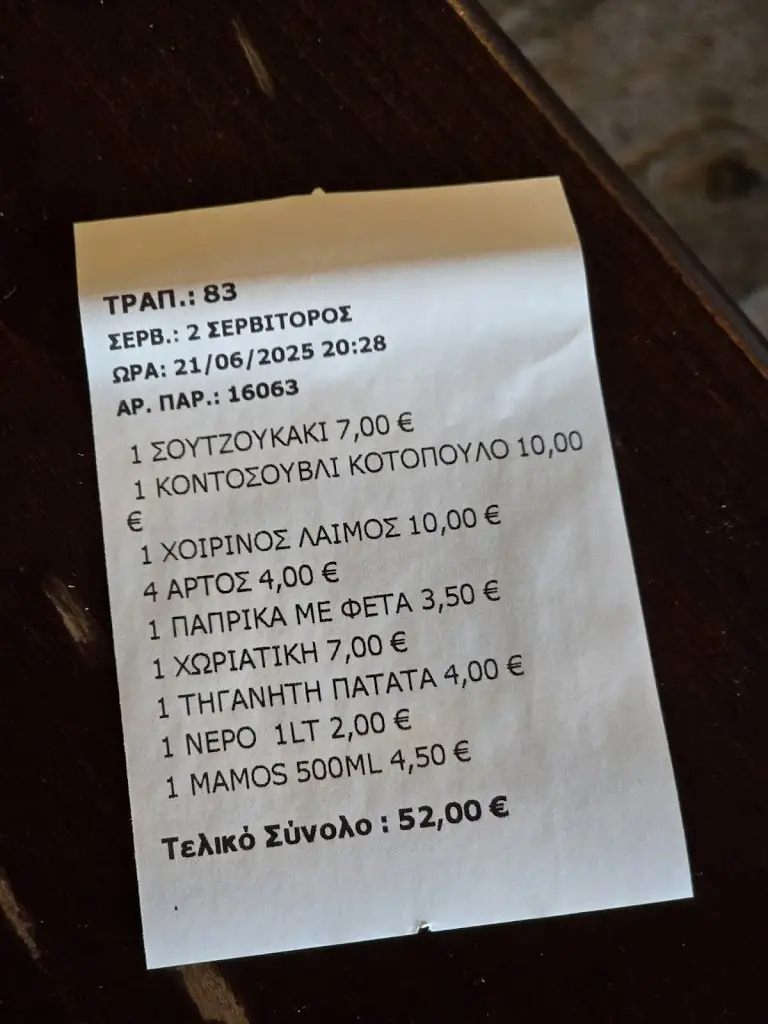 ΤΡΑΠ.: 83
ΣΕΡΒ.: 2 ΣΕΡΒΙΤΟΡΟΣ
ΩΡΑ: 21/06/2025 20:28
ΑΡ. ΠΑΡ.: 16063
1 ΣΟΥΤΖΟΥΚΑΚΙ 7,00 €
1 ΚΟΝΤΟΣΟΥΒΛΙ ΚΟΤΟΠΟΥΛΟ 10,00
€
1 ΧΟΙΡΙΝΟΣ ΛΑΙΜΟΣ 10,00 €
4 ΑΡΤΟΣ 4,00 €
1 ΠΑΠΡΙΚΑ ΜΕ ΦΕΤΑ 3,50 €
1 ΧΩΡΙΑΤΙΚΗ 7,00 €
1 ΤΗΓΑΝΗΤΗ ΠΑΤΑΤΑ 4,00 €
1 ΝΕΡΟ 1LT 2,00 €
1 MAMOS 500ML 4,50 €
Τελικό Σύνολο : 52,00 €